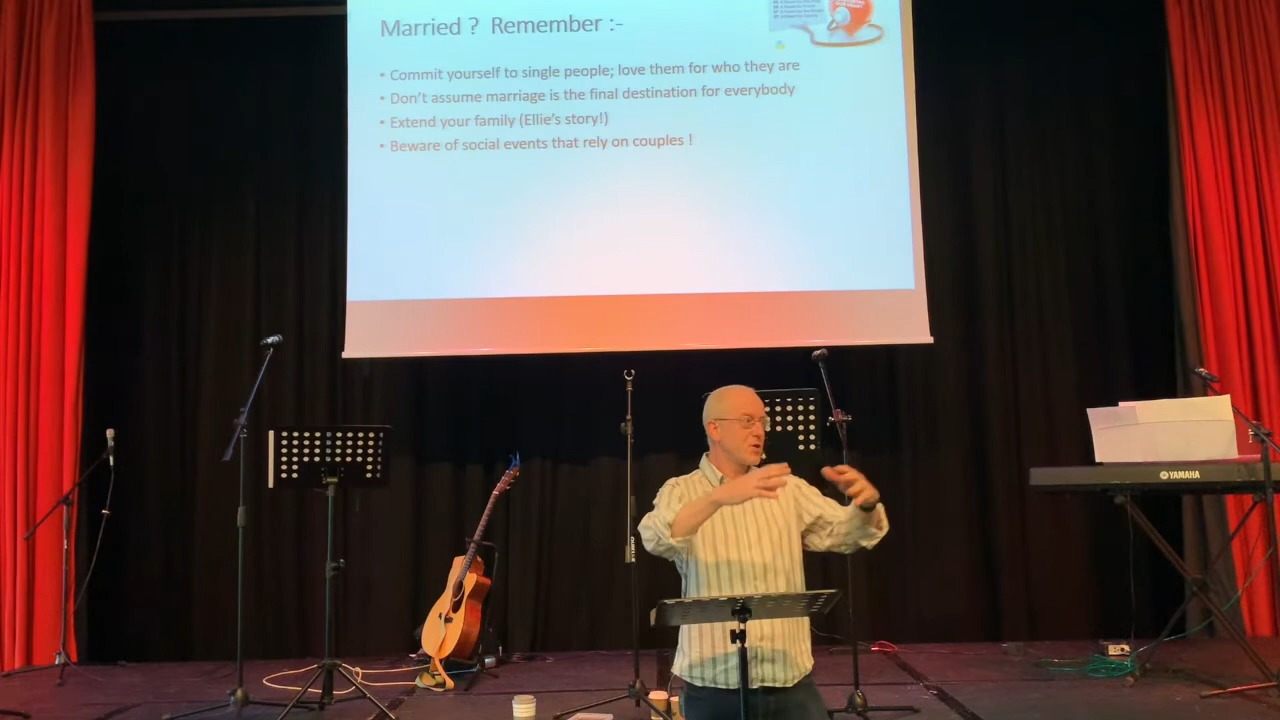 Married ? Remember :-
• Commit yourself to single people; love them for who they are
• Don't assume marriage is the final destination for everybody
• Extend your family (Ellie's story!)
• Beware of social events that rely on couples !
YAMAHA